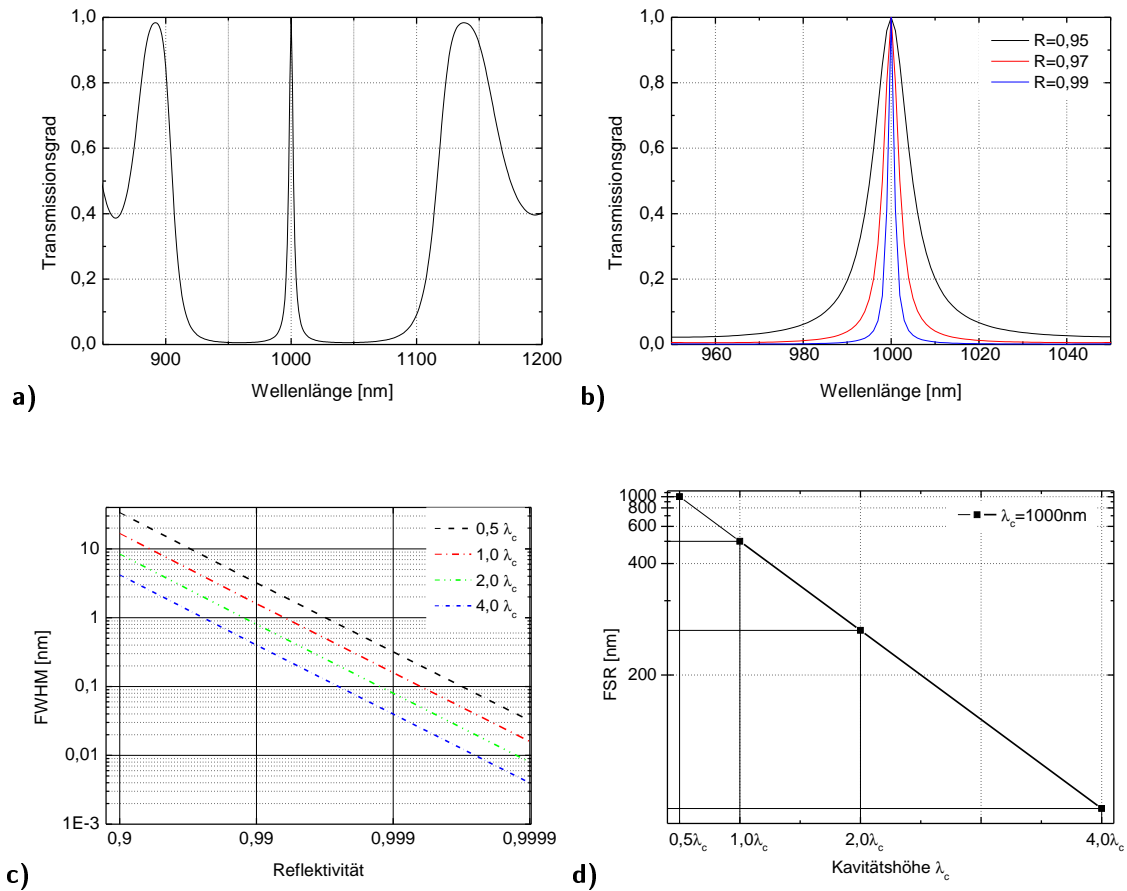 Transmissionsgrad
1,0
0,8
0,6
0,4
0,2
0,0
900 1000 1100 1200
Wellenlänge [nm]
a)
Transmissionsgrad
1,0
0,8
0,6
0,4
0,2
0,0
R=0,95
R=0,97
R=0,99
960 980 1000 1020 1040
Wellenlänge [nm]
b)
FWHM [nm]
10
1
0,1
0,01
1E-3
0,5 λc
1,0 λc
2,0 λc
4,0 λc
0,9 0,99 0,999 0,9999
Reflektivität
c)
FSR [nm]
1000
800
600
400
200
λc=1000nm
0,5λc 1,0λc 2,0λc 4,0λc
Kavitätshöhe λc
d)